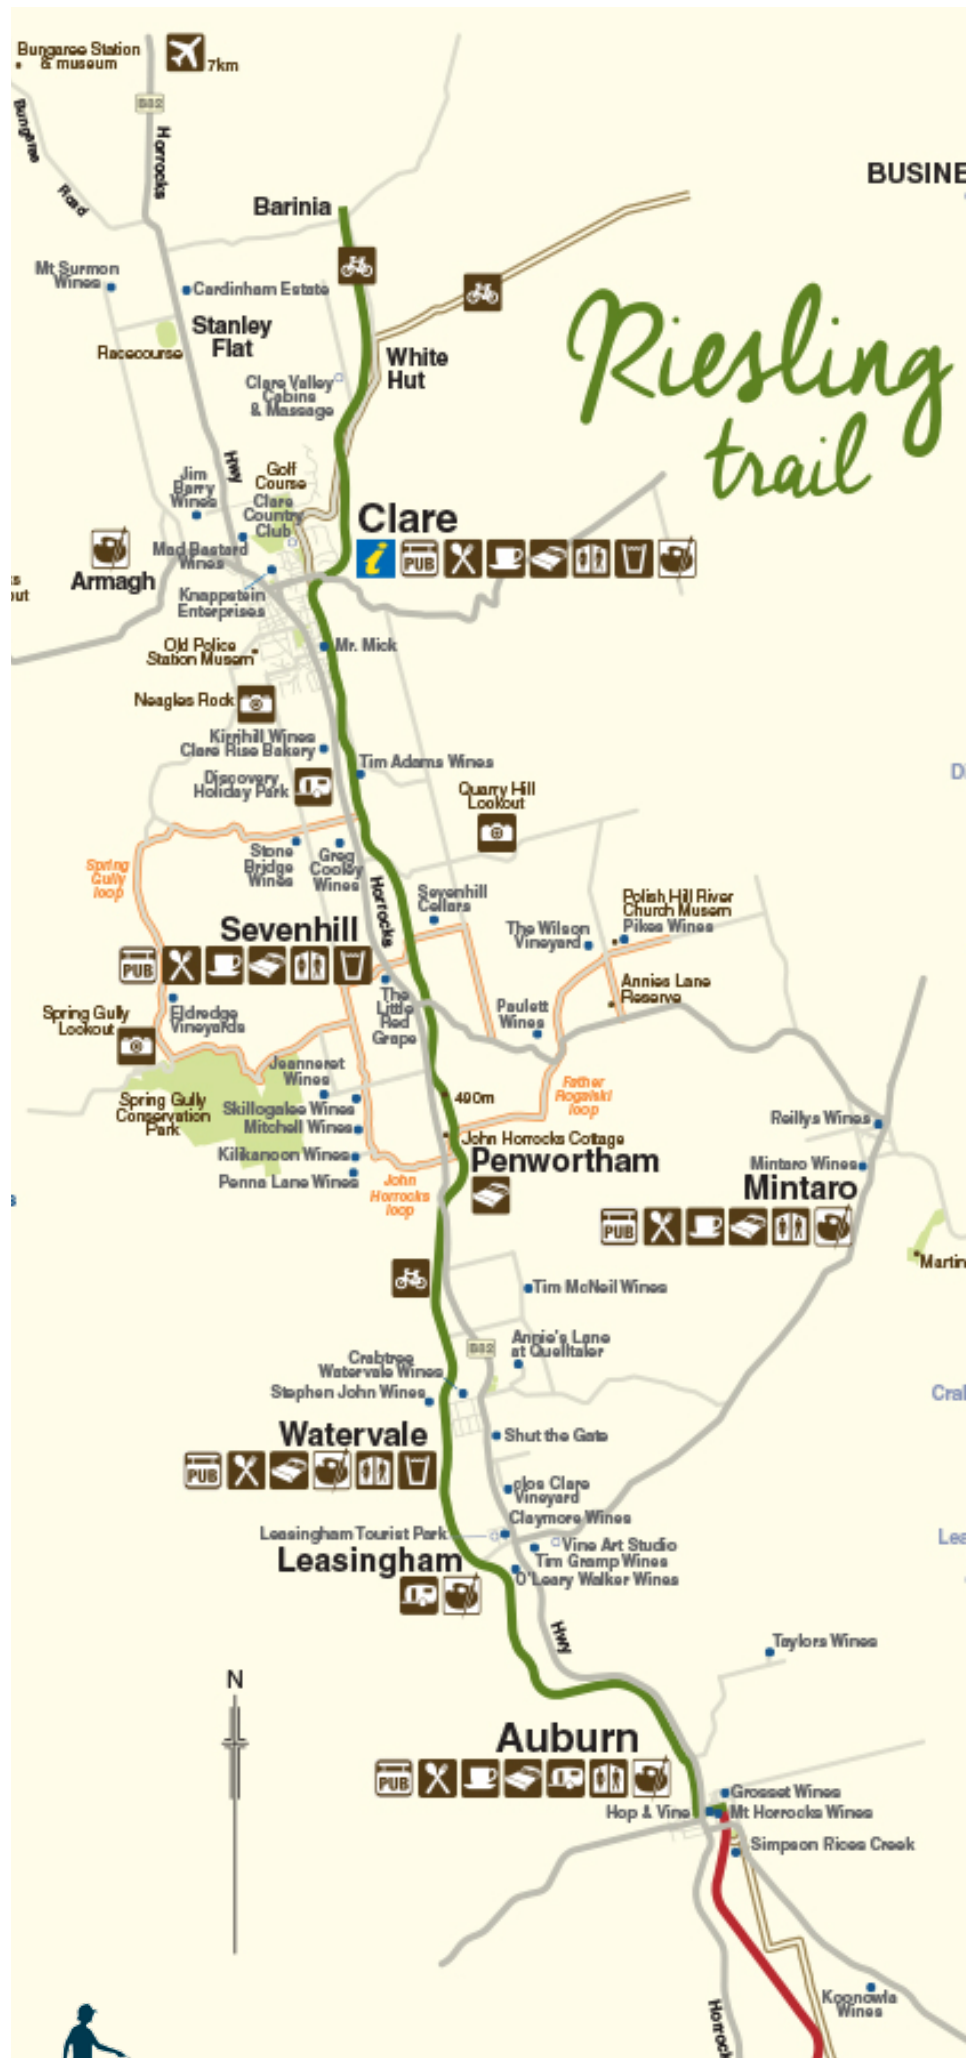 Bungaree Station
& museum
7km
B82
Bungaree
Road
Horrocks
BUSINE
Barinia
Mt Surmon
Wines
Cardinham Estate
Stanley
Flat
Racecourse
White
Hut
Clare Valley
Cabins
& Massage
Riesling
trail
Hwy
Golf
Course
Jim
Barry
Wines
Clare
Country
Club
Clare
i
PUB
Mad Bastard
Wines
Armagh
Knappstein
Enterprises
Old Police
Station Musem
Mr. Mick
Neagles Rock
Kirrihill Wines
Clare Rise Bakery
Tim Adams Wines
Discovery
Holiday Park
Quarry Hill
Lookout
Spring
Gully
loop
Stone
Bridge
Wines
Greg
Cooley
Wines
Horrocks
Sevenhill
Cellars
Polish Hill River
Church Musem
Pikes Wines
The Wilson
Vineyard
Sevenhill
PUB
Annies Lane
Reserve
The
Little
Red
Grape
Paulett
Wines
Eldredge
Vineyards
Spring Gully
Lookout
Jeanneret
Wines
Father
Rogalski
loop
490m
Spring Gully
Conservation
Park
Skillogalee Wines
Mitchell Wines
Reillys Wines
John Horrocks Cottage
Kilikanoon Wines
Penwortham
Mintaro Wines
Penna Lane Wines
John
Horrocks
loop
Mintaro
PUB
Martin
Tim McNeil Wines
B82
Annie's Lane
at Quelltaler
Crabtree
Watervale Wines
Stephen John Wines
Cral
Watervale
Shut the Gate
PUB
clos Clare
Vineyard
Claymore Wines
Leasingham Tourist Park
Vine Art Studio
Lea
Leasingham
Tim Gramp Wines
O'Leary Walker Wines
Hwy
Taylors Wines
N
Auburn
PUB
Grosset Wines
Hop & Vine
Mt Horrocks Wines
Simpson Rices Creek
Koonowla
Wines
Horrock